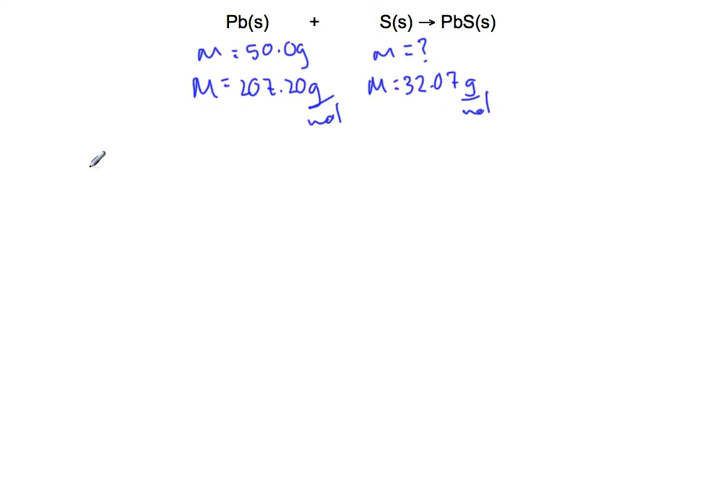 Pb(s) + S(s) → PbS(s)
m = 50.0g m = ?
M = 207.20 g/mol M = 32.07 g/mol